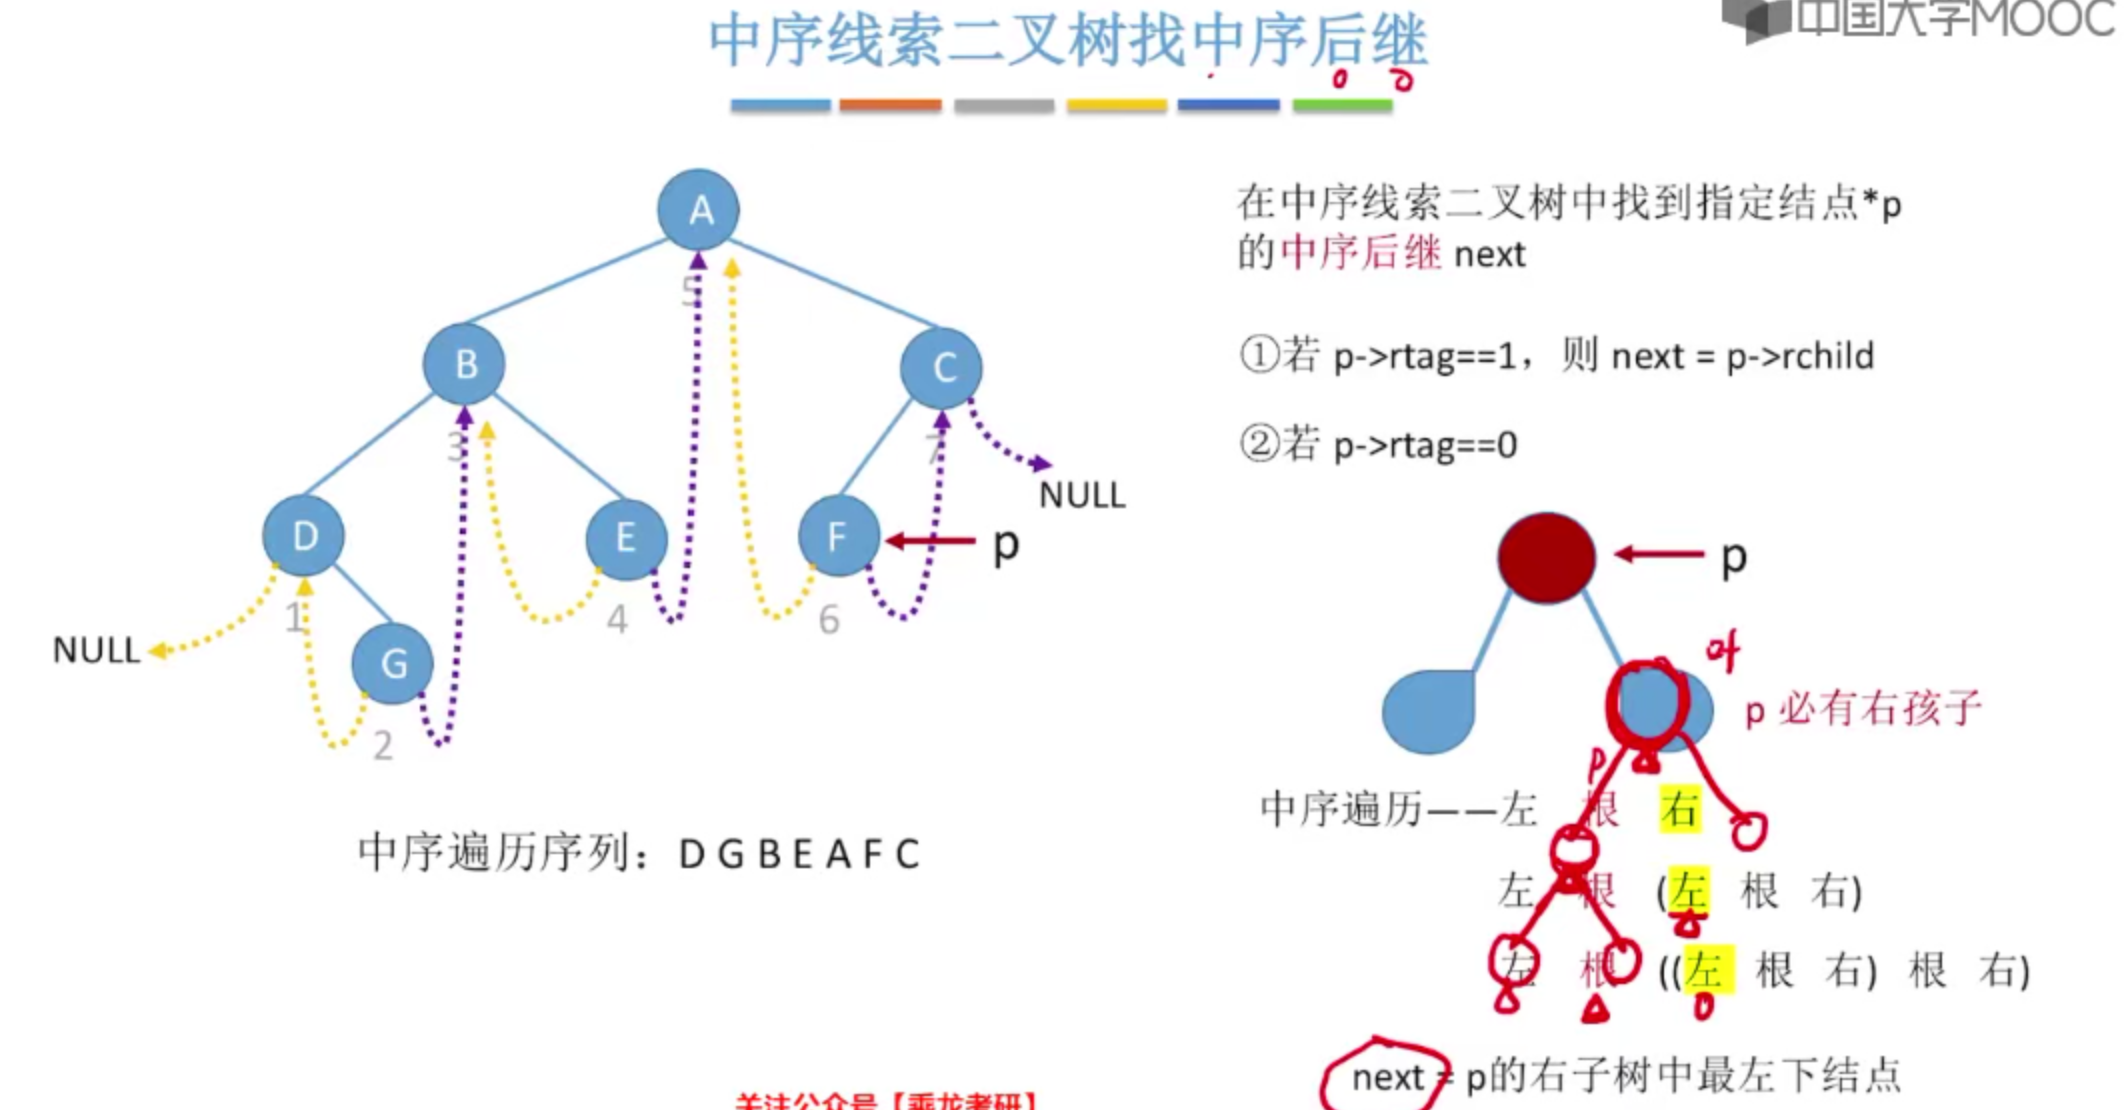 中序线索二叉树找中序后继
中国大学MOOC
A
5
B
C
3
7
NULL
D
E
F
p
1
4
6
NULL
G
2
中序遍历序列：D G B E A F C
在中序线索二叉树中找到指定结点*p
的中序后继 next
①若 p->rtag==1，则 next = p->rchild
②若 p->rtag==0
p
p 必有右孩子
p
中序遍历——左 根 右
左 根 (左 根 右)
左 根 ((左 根 右) 根 右)
next = p的右子树中最左下结点
关注公众号【乘龙考研】